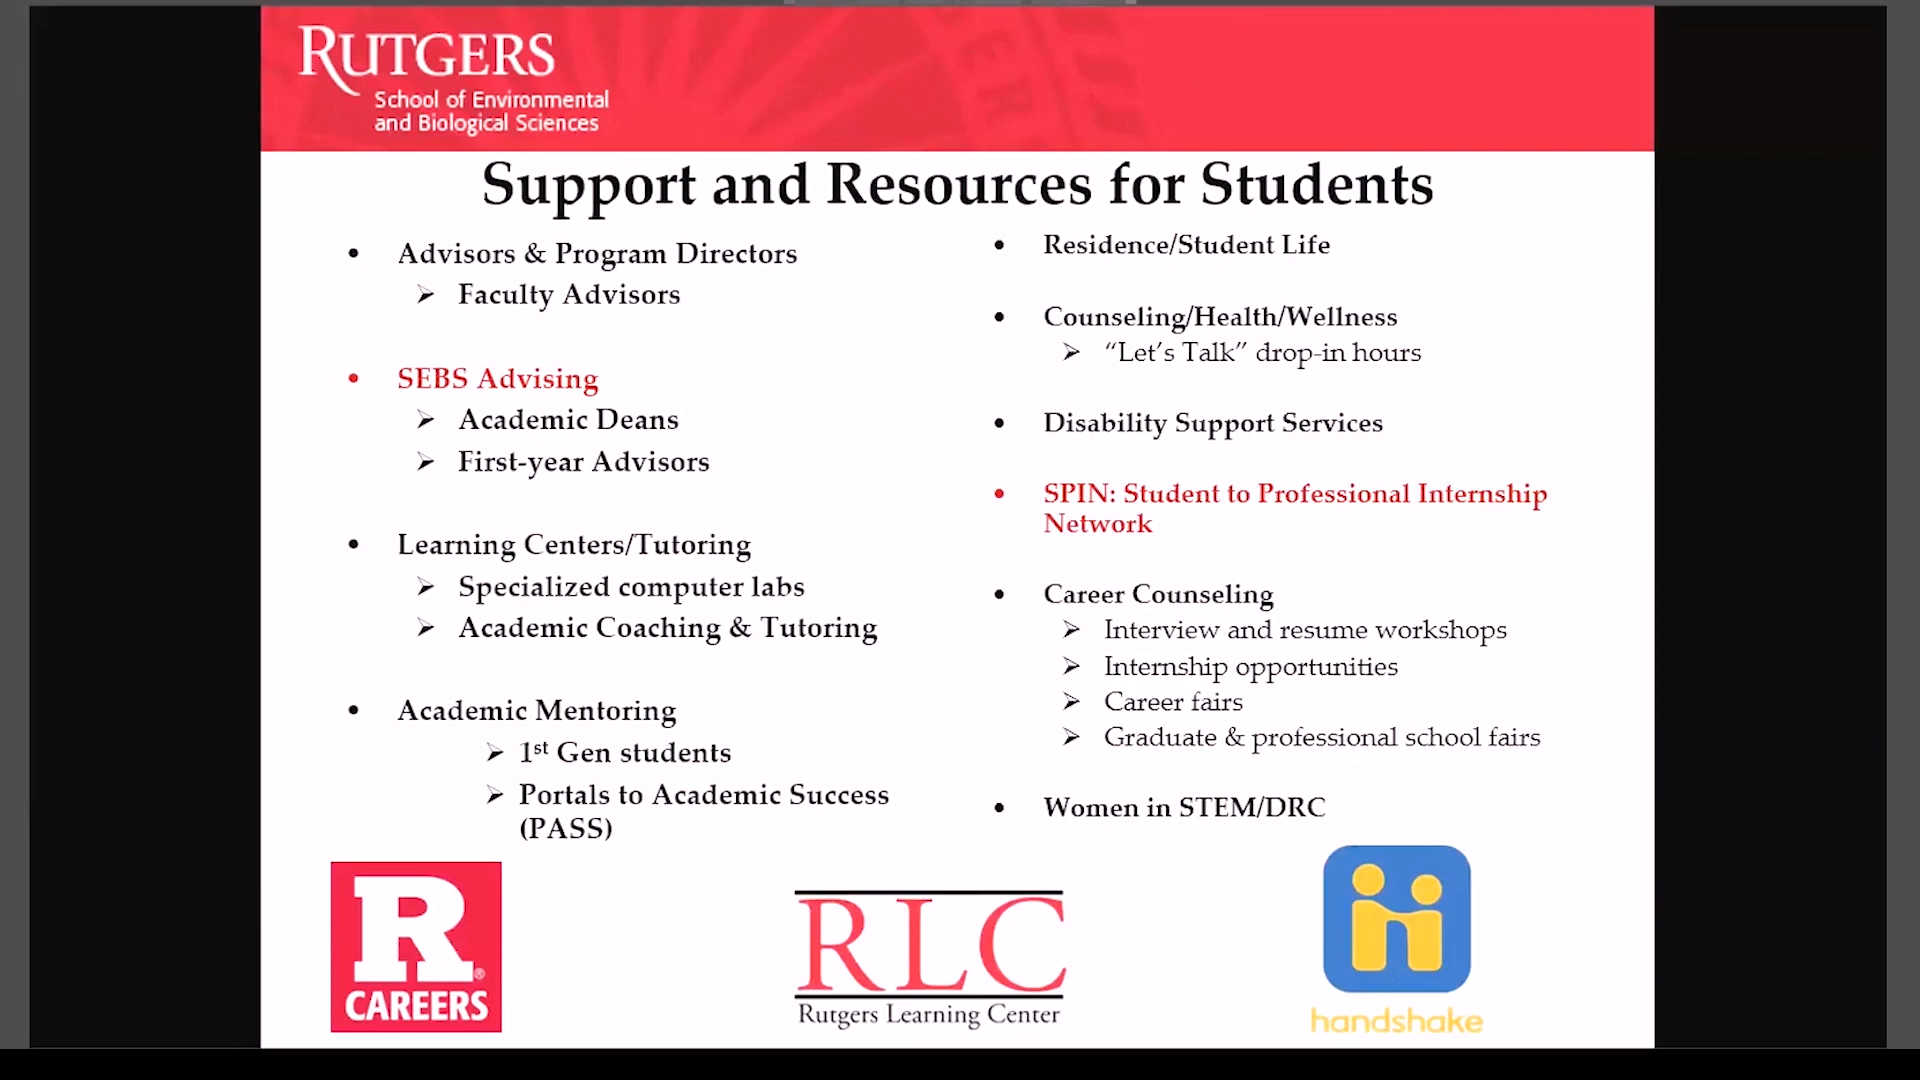 RUTGERS
School of Environmental
and Biological Sciences
Support and Resources for Students
• Advisors & Program Directors
➢ Faculty Advisors
• SEBS Advising
➢ Academic Deans
➢ First-year Advisors
• Learning Centers/Tutoring
➢ Specialized computer labs
➢ Academic Coaching & Tutoring
• Academic Mentoring
➢ 1st Gen students
➢ Portals to Academic Success
(PASS)
• Residence/Student Life
• Counseling/Health/Wellness
➢ “Let’s Talk” drop-in hours
• Disability Support Services
• SPIN: Student to Professional Internship
Network
• Career Counseling
➢ Interview and resume workshops
➢ Internship opportunities
➢ Career fairs
➢ Graduate & professional school fairs
• Women in STEM/DRC
R®
CAREERS
RLC
Rutgers Learning Center
handshake